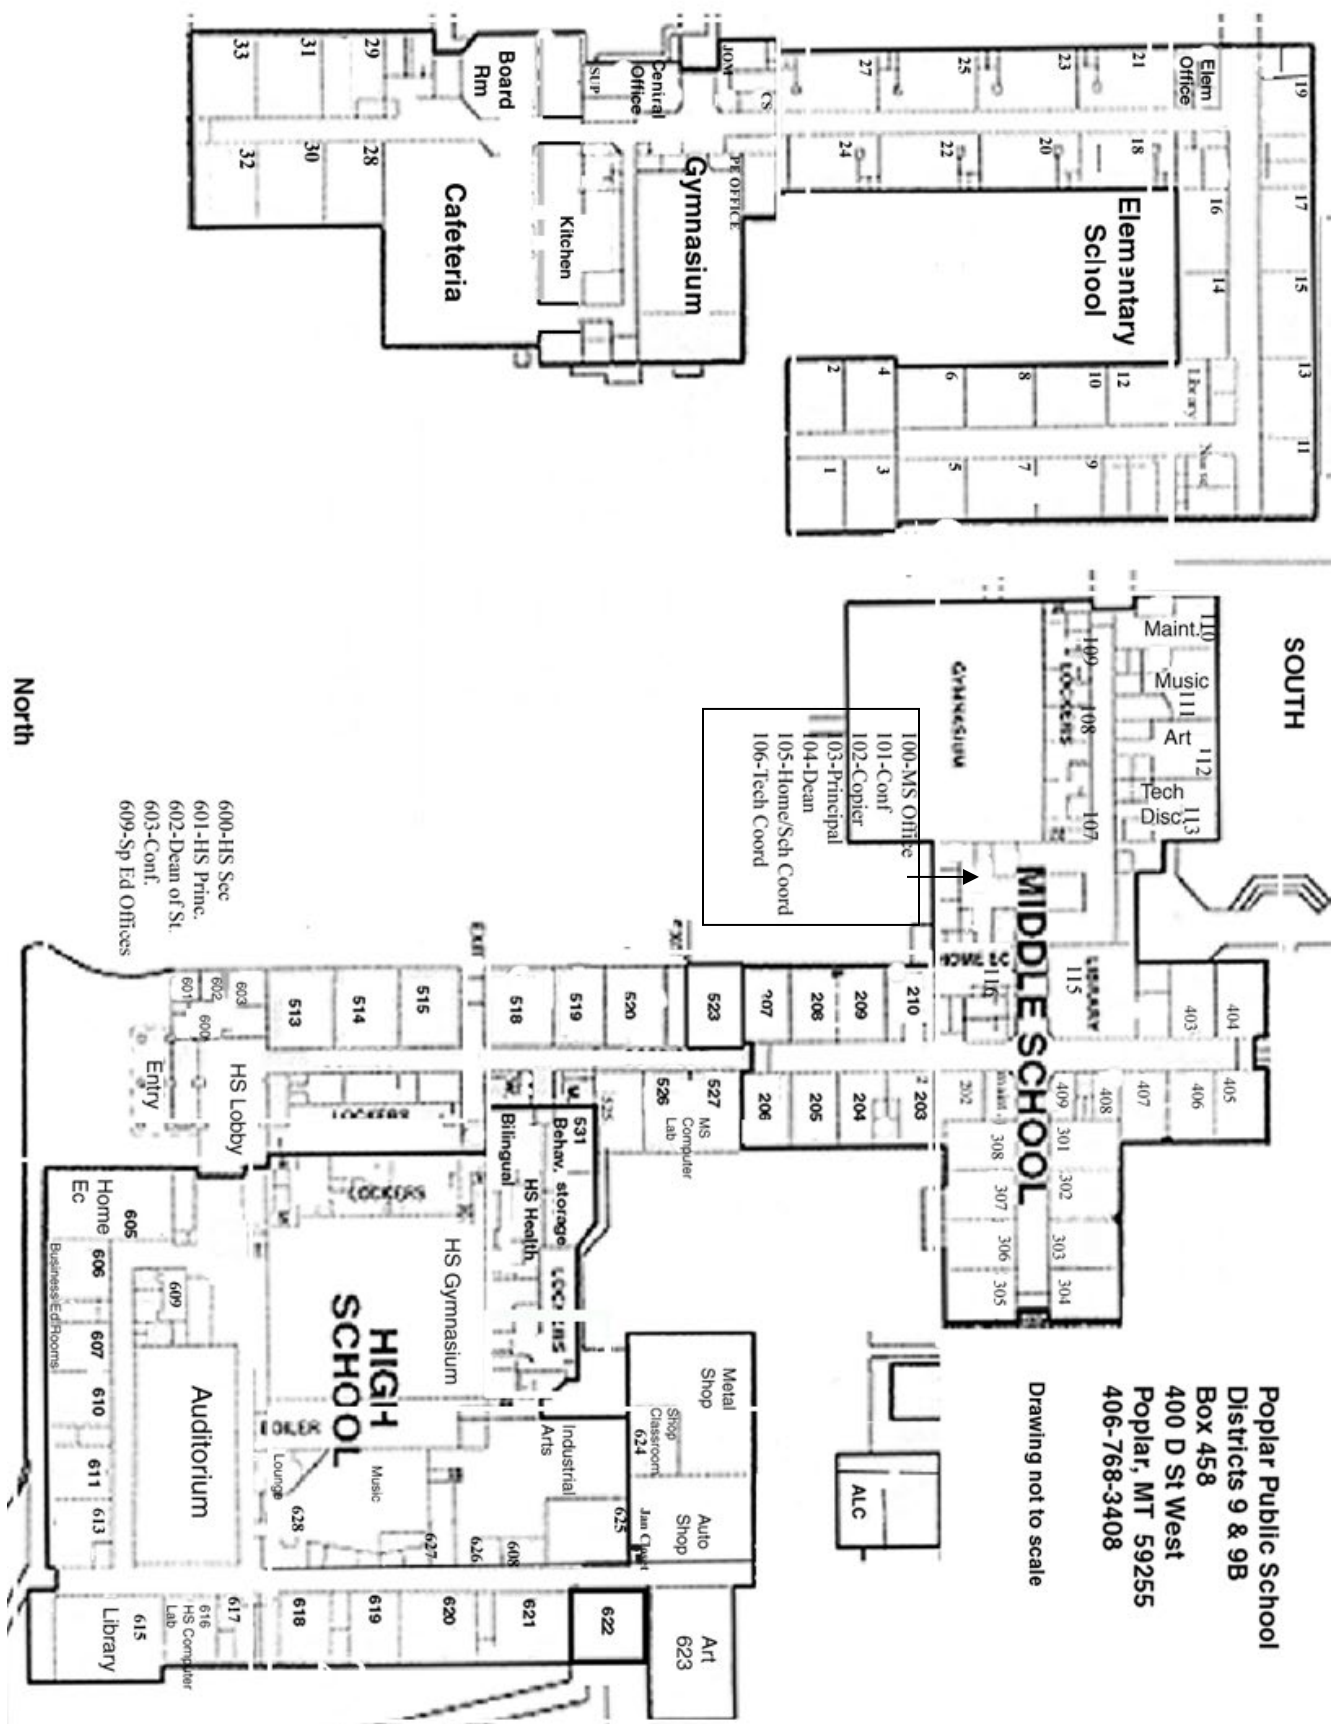 SOUTH
North
Poplar Public School
Districts 9 & 9B
Box 458
400 D St West
Poplar, MT 59255
406-768-3408
Drawing not to scale
Elementary
School
Elem
Office
19
17
15
13
11
21
23
25
27
18
20
22
24
16
14
Library
Nurse
12
10
8
6
4
2
9
7
5
3
1
JOM
CS
PE OFFICE
Gymnasium
Central
Office
SUP
Kitchen
Board
Rm
Cafeteria
29
31
33
28
30
32
MIDDLE SCHOOL
110
Maint.
Music
111
Art
112
Tech
Disc.
113
109
LOCKERS
108
107
GYMNASIUM
100-MS Office
101-Conf
102-Copier
103-Principal
104-Dean
105-Home/Sch Coord
106-Tech Coord
HOME EC
116
115
LIBRARY
403
404
405
406
407
408
409
301
302
303
304
308
307
306
305
202
203
204
205
206
210
209
208
207
523
520
519
518
515
514
513
EXIT
527
526
525
MS
Computer
Lab
531
Behav. storage
Bilingual
HS Health
LOCKERS
LOCKERS
LOCKERS
HS Gymnasium
HIGH
SCHOOL
600-HS Sec
601-HS Princ.
602-Dean of St.
603-Conf.
609-Sp Ed Offices
601
602
603
600
Entry
HS Lobby
Home
Ec
605
606
Business Ed Rooms
607
609
610
611
613
Auditorium
BOILER
Lounge
Music
628
627
626
608
625
Industrial
Arts
Metal
Shop
Shop
Classroom
624
Auto
Shop
Jan Closet
ALC
Art
623
622
621
620
619
618
617
616
HS Computer
Lab
615
Library